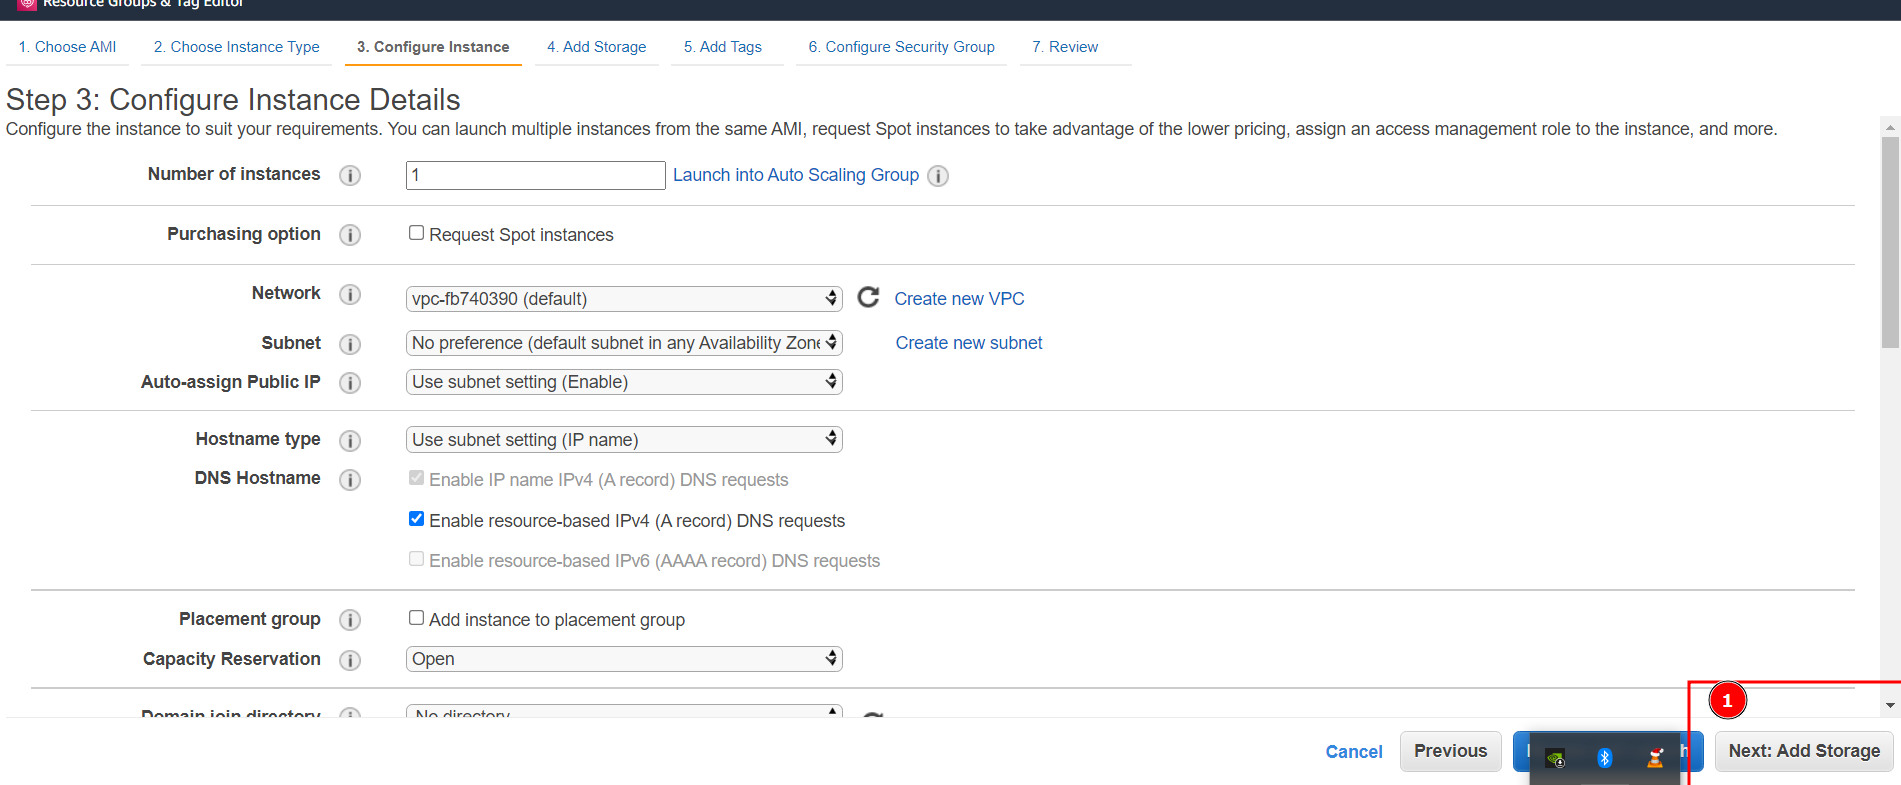 Resource Groups & Tag Editor
1. Choose AMI 2. Choose Instance Type 3. Configure Instance 4. Add Storage 5. Add Tags 6. Configure Security Group 7. Review
Step 3: Configure Instance Details
Configure the instance to suit your requirements. You can launch multiple instances from the same AMI, request Spot instances to take advantage of the lower pricing, assign an access management role to the instance, and more.
Number of instances 1 Launch into Auto Scaling Group
Purchasing option Request Spot instances
Network vpc-fb740390 (default) Create new VPC
Subnet No preference (default subnet in any Availability Zone Create new subnet
Auto-assign Public IP Use subnet setting (Enable)
Hostname type Use subnet setting (IP name)
DNS Hostname Enable IP name IPv4 (A record) DNS requests
Enable resource-based IPv4 (A record) DNS requests
Enable resource-based IPv6 (AAAA record) DNS requests
Placement group Add instance to placement group
Capacity Reservation Open
Domain join directory No directory
1
Cancel Previous Next: Add Storage